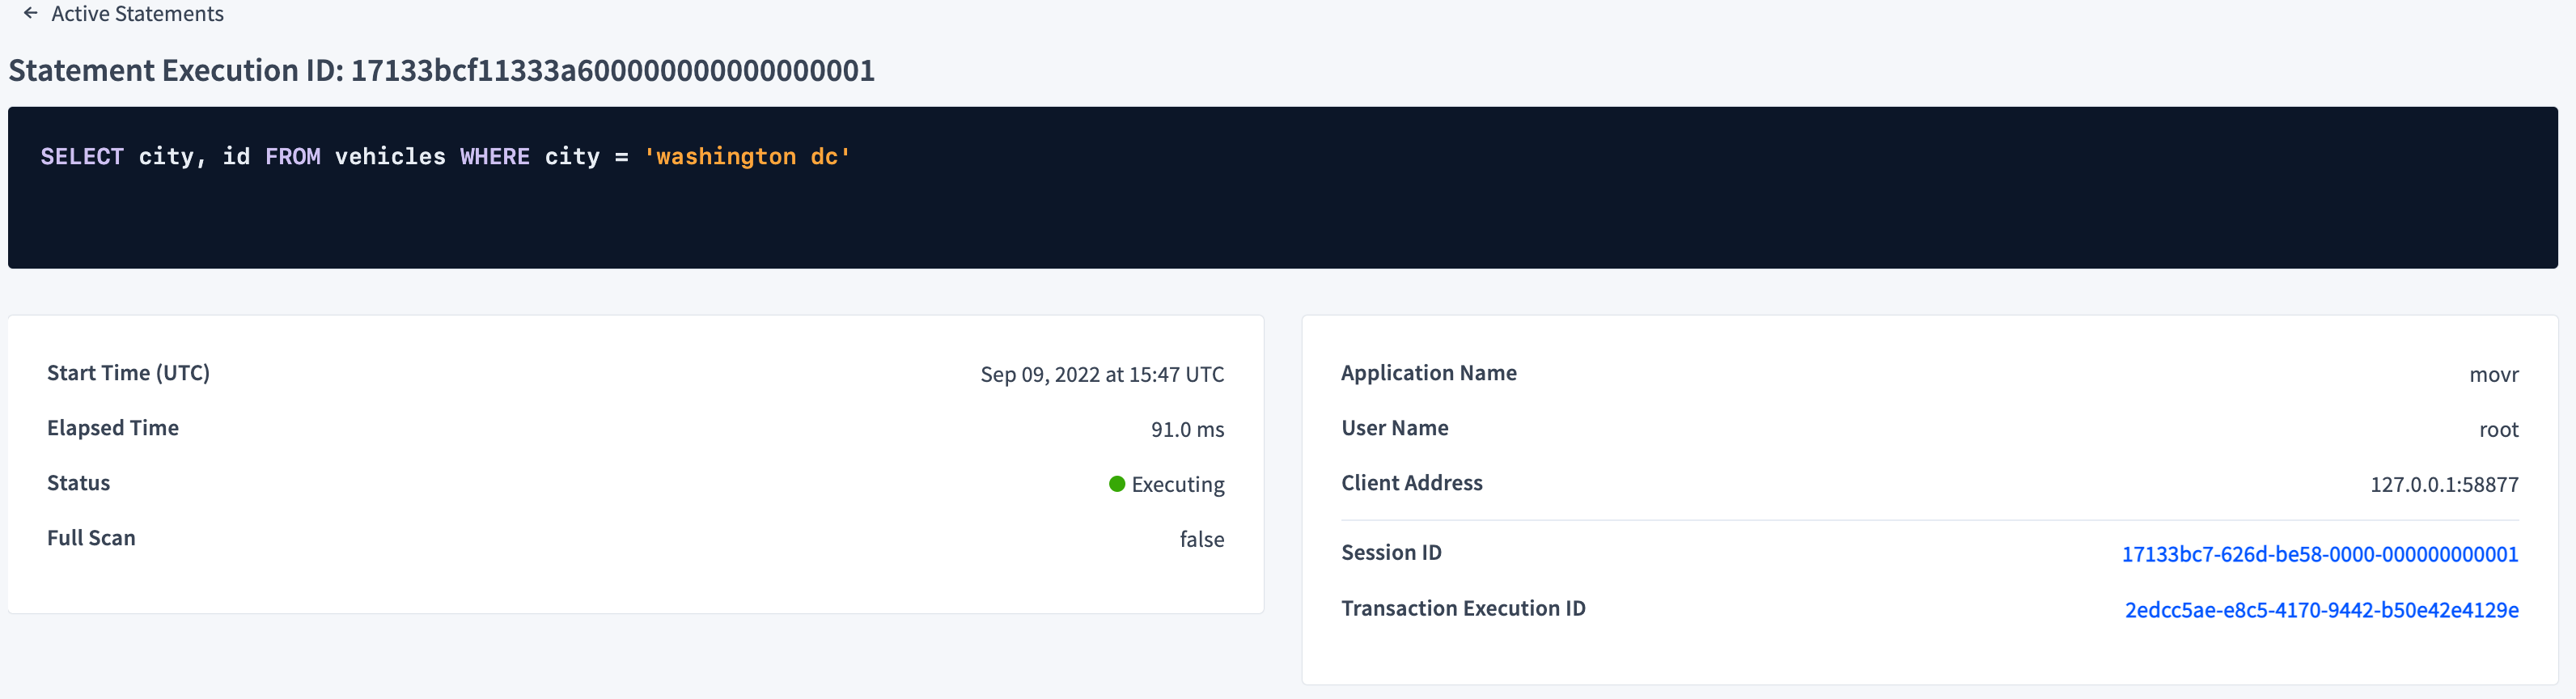 ← Active Statements
Statement Execution ID: 17133bcf11333a600000000000000001
SELECT city, id FROM vehicles WHERE city = 'washington dc'
Start Time (UTC) Sep 09, 2022 at 15:47 UTC
Elapsed Time 91.0 ms
Status Executing
Full Scan false
Application Name movr
User Name root
Client Address 127.0.0.1:58877
Session ID 17133bc7-626d-be58-0000-000000000001
Transaction Execution ID 2edcc5ae-e8c5-4170-9442-b50e42e4129e